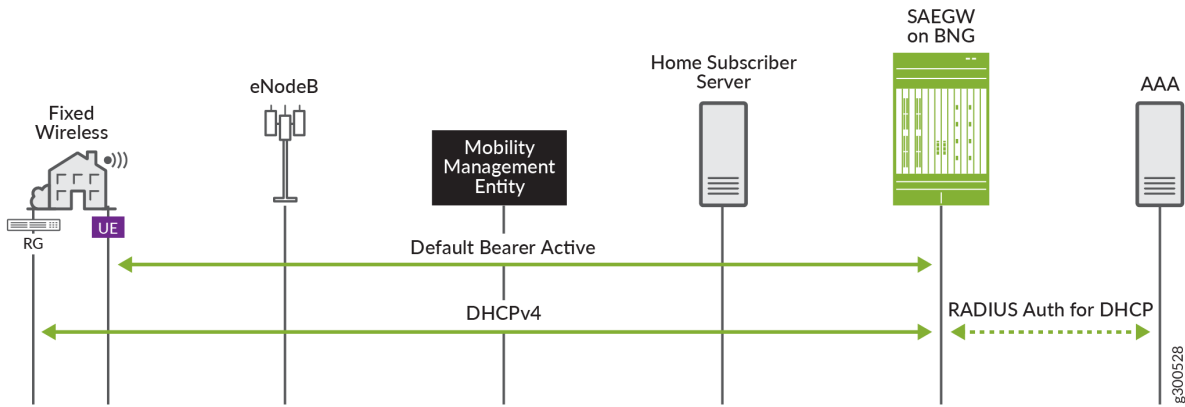 SAEGW
on BNG
Home Subscriber
Server
AAA
eNodeB
Fixed
Wireless
Mobility
Management
Entity
RG
UE
Default Bearer Active
DHCPv4
RADIUS Auth for DHCP
g300528